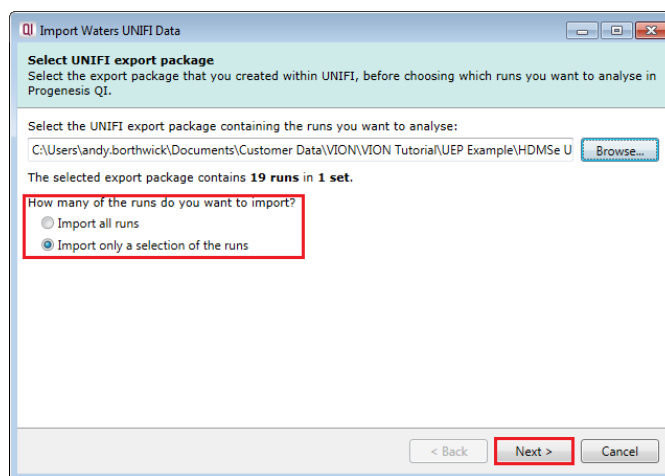 QI Import Waters UNIFI Data
Select UNIFI export package
Select the UNIFI export package that you created within UNIFI, before choosing which runs you want to analyse in
Progenesis QI.
Select the UNIFI export package containing the runs you want to analyse:
C:\Users\andy.borthwick\Documents\Customer Data\VION\VION Tutorial\UEP Example\HDMSe U
Browse...
The selected export package contains 19 runs in 1 set.
How many of the runs do you want to import?
Import all runs
Import only a selection of the runs
< Back Next > Cancel